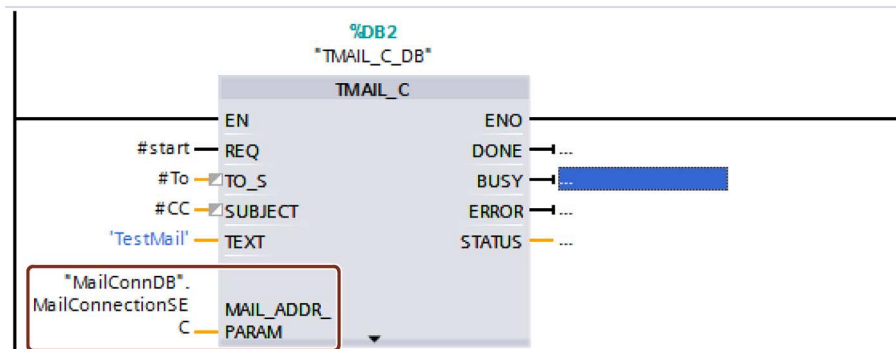 %DB2
"TMAIL_C_DB"
TMAIL_C
EN ENO
#start REQ DONE ...
#To TO_S BUSY ...
#CC SUBJECT ERROR ...
'TestMail' TEXT STATUS ...
"MailConnDB".
MailConnectionSE
C
MAIL_ADDR_
PARAM